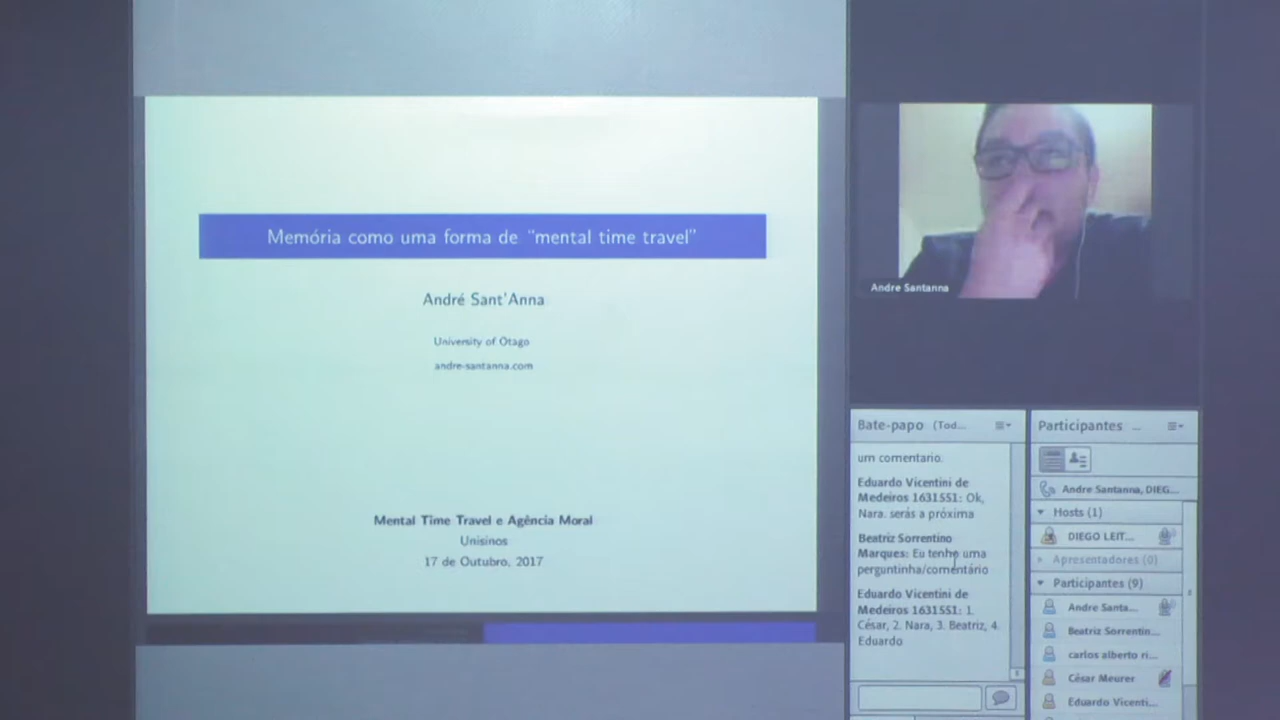 Memória como uma forma de “mental time travel”
André Sant'Anna
University of Otago
andre-santanna.com
Mental Time Travel e Agência Moral
Unisinos
17 de Outubro, 2017
Andre Santanna
Bate-papo (Tod...
um comentario.
Eduardo Vicentini de
Medeiros 1631551: Ok,
Nara. serás a próxima
Beatriz Sorrentino
Marques: Eu tenho uma
perguntinha/comentário
Eduardo Vicentini de
Medeiros 1631551: 1.
César, 2. Nara, 3. Beatriz, 4.
Eduardo
Participantes ...
Andre Santanna, DIEG...
Hosts (1)
DIEGO LEIT...
Apresentadores (0)
Participantes (9)
Andre Santa...
Beatriz Sorrentin...
carlos alberto ri...
César Meurer
Eduardo Vicenti...